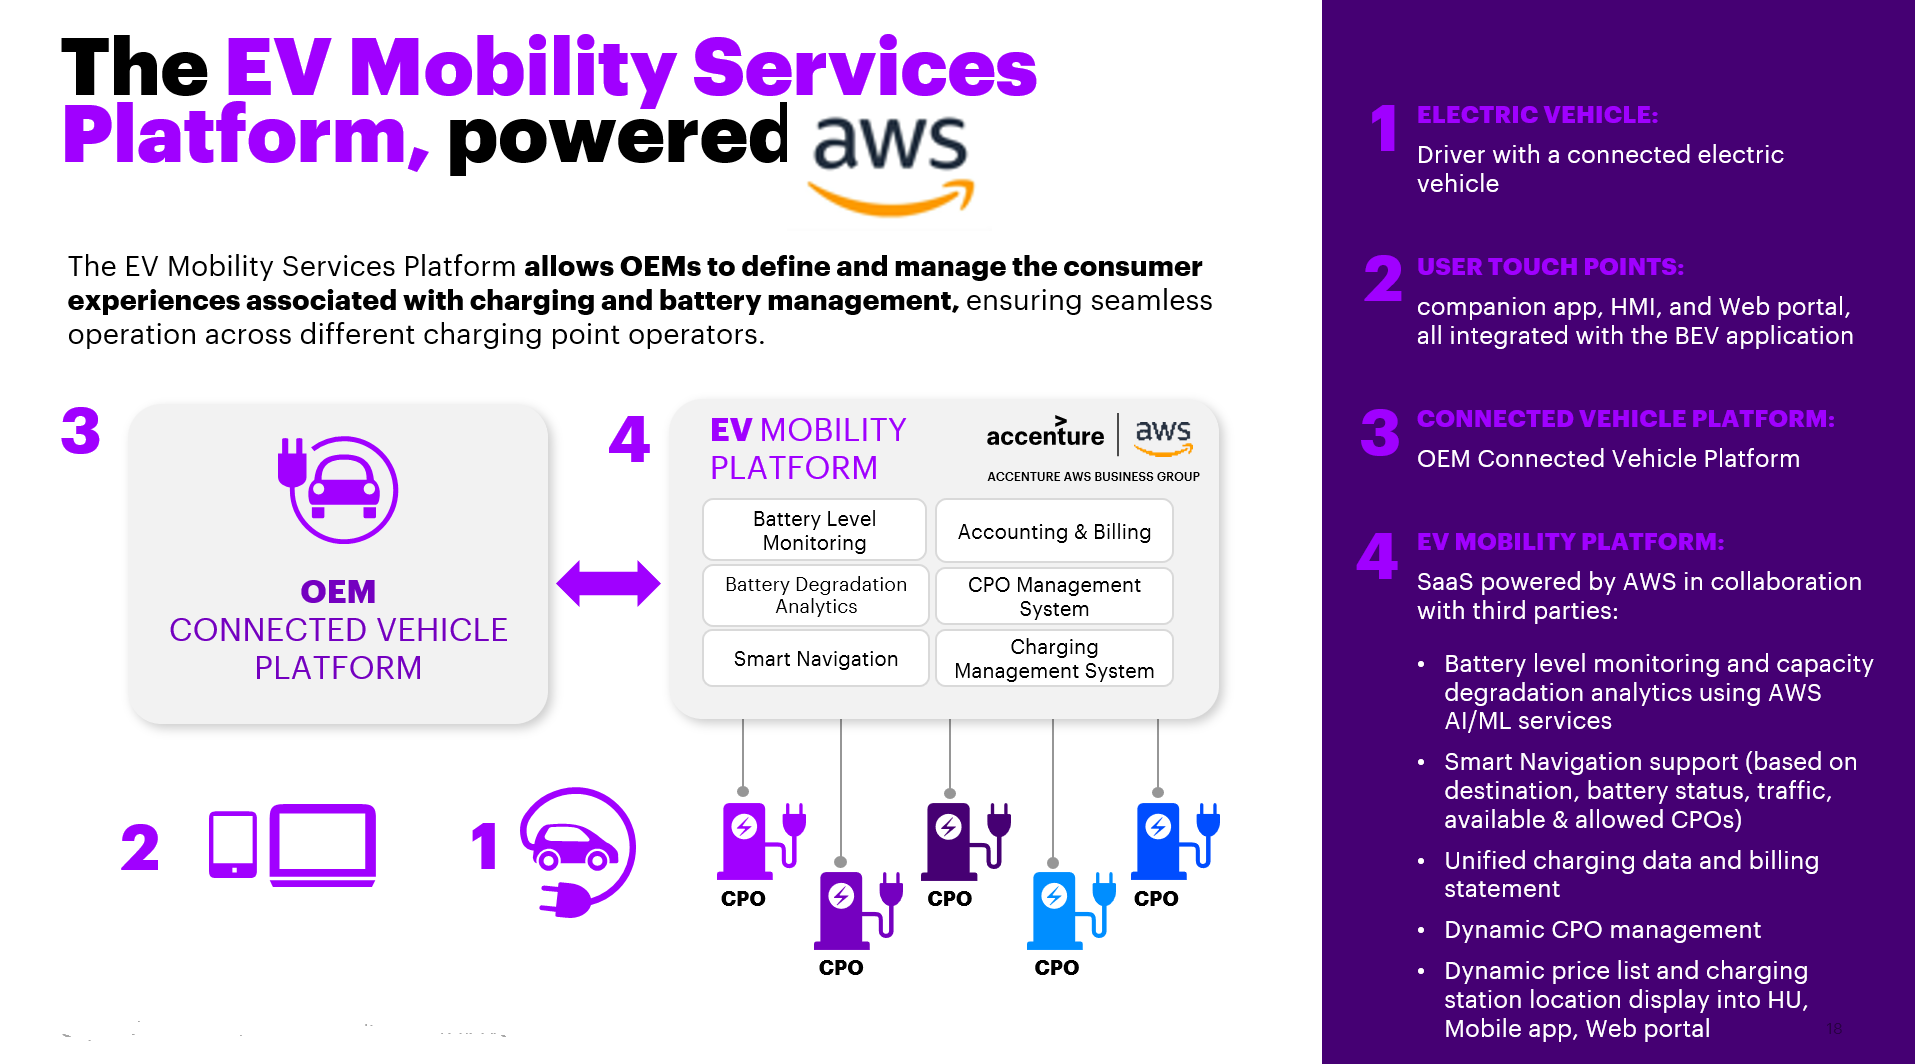 The EV Mobility Services
Platform, powered
aws
The EV Mobility Services Platform allows OEMs to define and manage the consumer
experiences associated with charging and battery management, ensuring seamless
operation across different charging point operators.
3
OEM
CONNECTED VEHICLE
PLATFORM
4
EV MOBILITY
PLATFORM
accenture
aws
ACCENTURE AWS BUSINESS GROUP
Battery Level
Monitoring
Accounting & Billing
Battery Degradation
Analytics
CPO Management
System
Smart Navigation
Charging
Management System
2
1
CPO
CPO
CPO
CPO
CPO
1
ELECTRIC VEHICLE:
Driver with a connected electric
vehicle
2
USER TOUCH POINTS:
companion app, HMI, and Web portal,
all integrated with the BEV application
3
CONNECTED VEHICLE PLATFORM:
OEM Connected Vehicle Platform
4
EV MOBILITY PLATFORM:
SaaS powered by AWS in collaboration
with third parties:
• Battery level monitoring and capacity
degradation analytics using AWS
AI/ML services
• Smart Navigation support (based on
destination, battery status, traffic,
available & allowed CPOs)
• Unified charging data and billing
statement
• Dynamic CPO management
• Dynamic price list and charging
station location display into HU,
Mobile app, Web portal
18